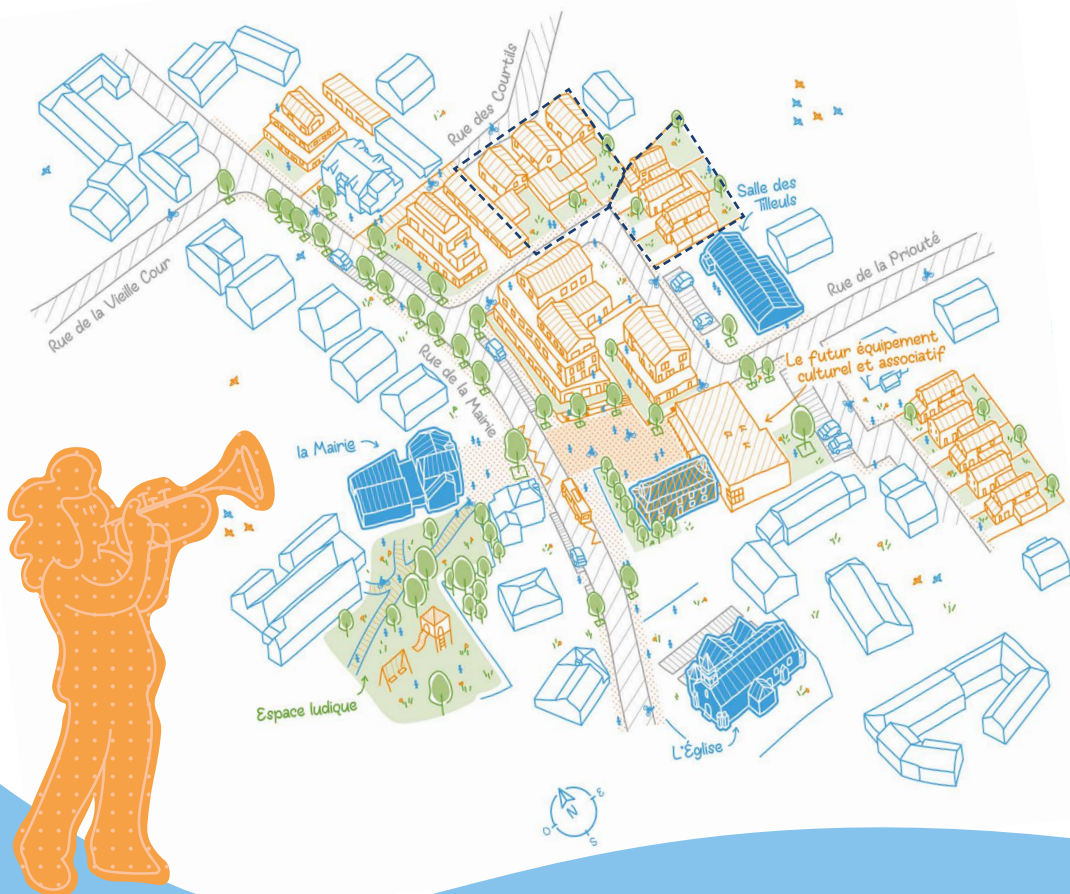 Rue des Courtils
Salle des
Tilleuls
Rue de la Vieille Cour
Rue de la Priouté
Le futur équipement
culturel et associatif
Rue de la Mairie
la Mairie
Espace ludique
L'Église
N
E
O
S